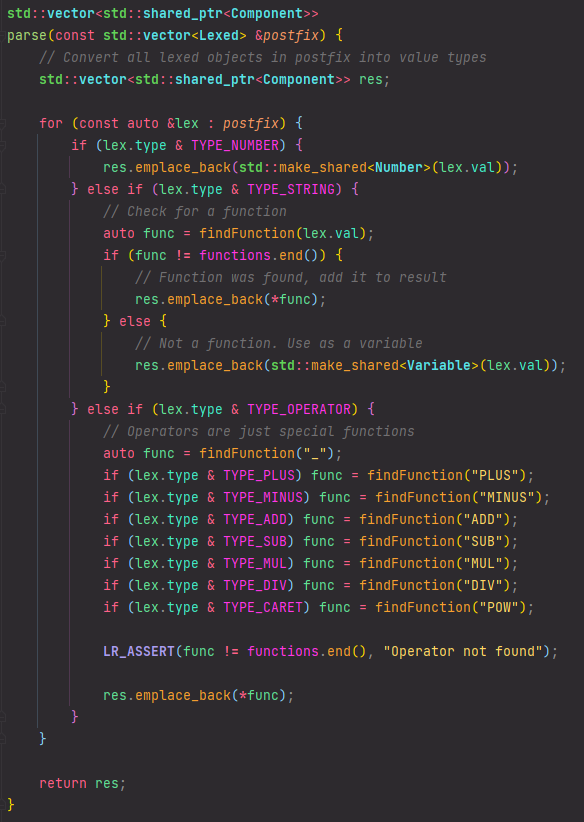 std::vector<std::shared_ptr<Component>>
parse(const std::vector<Lexed> &postfix) {
    // Convert all lexed objects in postfix into value types
    std::vector<std::shared_ptr<Component>> res;

    for (const auto &lex : postfix) {
        if (lex.type & TYPE_NUMBER) {
            res.emplace_back(std::make_shared<Number>(lex.val));
        } else if (lex.type & TYPE_STRING) {
            // Check for a function
            auto func = findFunction(lex.val);
            if (func != functions.end()) {
                // Function was found, add it to result
                res.emplace_back(*func);
            } else {
                // Not a function. Use as a variable
                res.emplace_back(std::make_shared<Variable>(lex.val));
            }
        } else if (lex.type & TYPE_OPERATOR) {
            // Operators are just special functions
            auto func = findFunction("_");
            if (lex.type & TYPE_PLUS) func = findFunction("PLUS");
            if (lex.type & TYPE_MINUS) func = findFunction("MINUS");
            if (lex.type & TYPE_ADD) func = findFunction("ADD");
            if (lex.type & TYPE_SUB) func = findFunction("SUB");
            if (lex.type & TYPE_MUL) func = findFunction("MUL");
            if (lex.type & TYPE_DIV) func = findFunction("DIV");
            if (lex.type & TYPE_CARET) func = findFunction("POW");

            LR_ASSERT(func != functions.end(), "Operator not found");

            res.emplace_back(*func);
        }
    }

    return res;
}